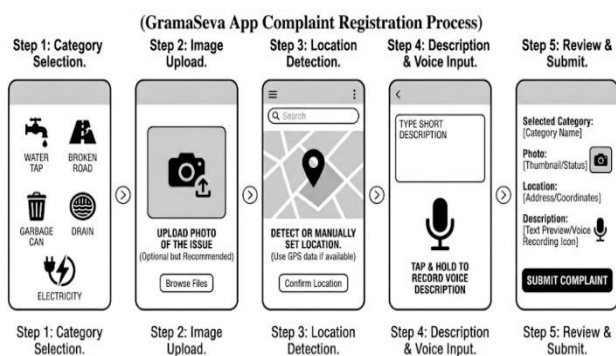 (GramaSeva App Complaint Registration Process)
Step 1: Category
Selection.
Step 2: Image
Upload.
Step 3: Location
Detection.
Step 4: Description
& Voice Input.
Step 5: Review &
Submit.
WATER
TAP
BROKEN
ROAD
GARBAGE
CAN
DRAIN
ELECTRICITY
UPLOAD PHOTO
OF THE ISSUE
(Optional but Recommended)
Browse Files
Search
DETECT OR MANUALLY
SET LOCATION.
(Use GPS data if available)
Confirm Location
TYPE SHORT
DESCRIPTION
TAP & HOLD TO
RECORD VOICE
DESCRIPTION
Selected Category:
[Category Name]
Photo:
[Thumbnail/Status]
Location:
[Address/Coordinates]
Description:
[Text Preview/Voice
Recording Icon]
SUBMIT COMPLAINT
Step 1: Category
Selection.
Step 2: Image
Upload.
Step 3: Location
Detection.
Step 4: Description
& Voice Input.
Step 5: Review &
Submit.